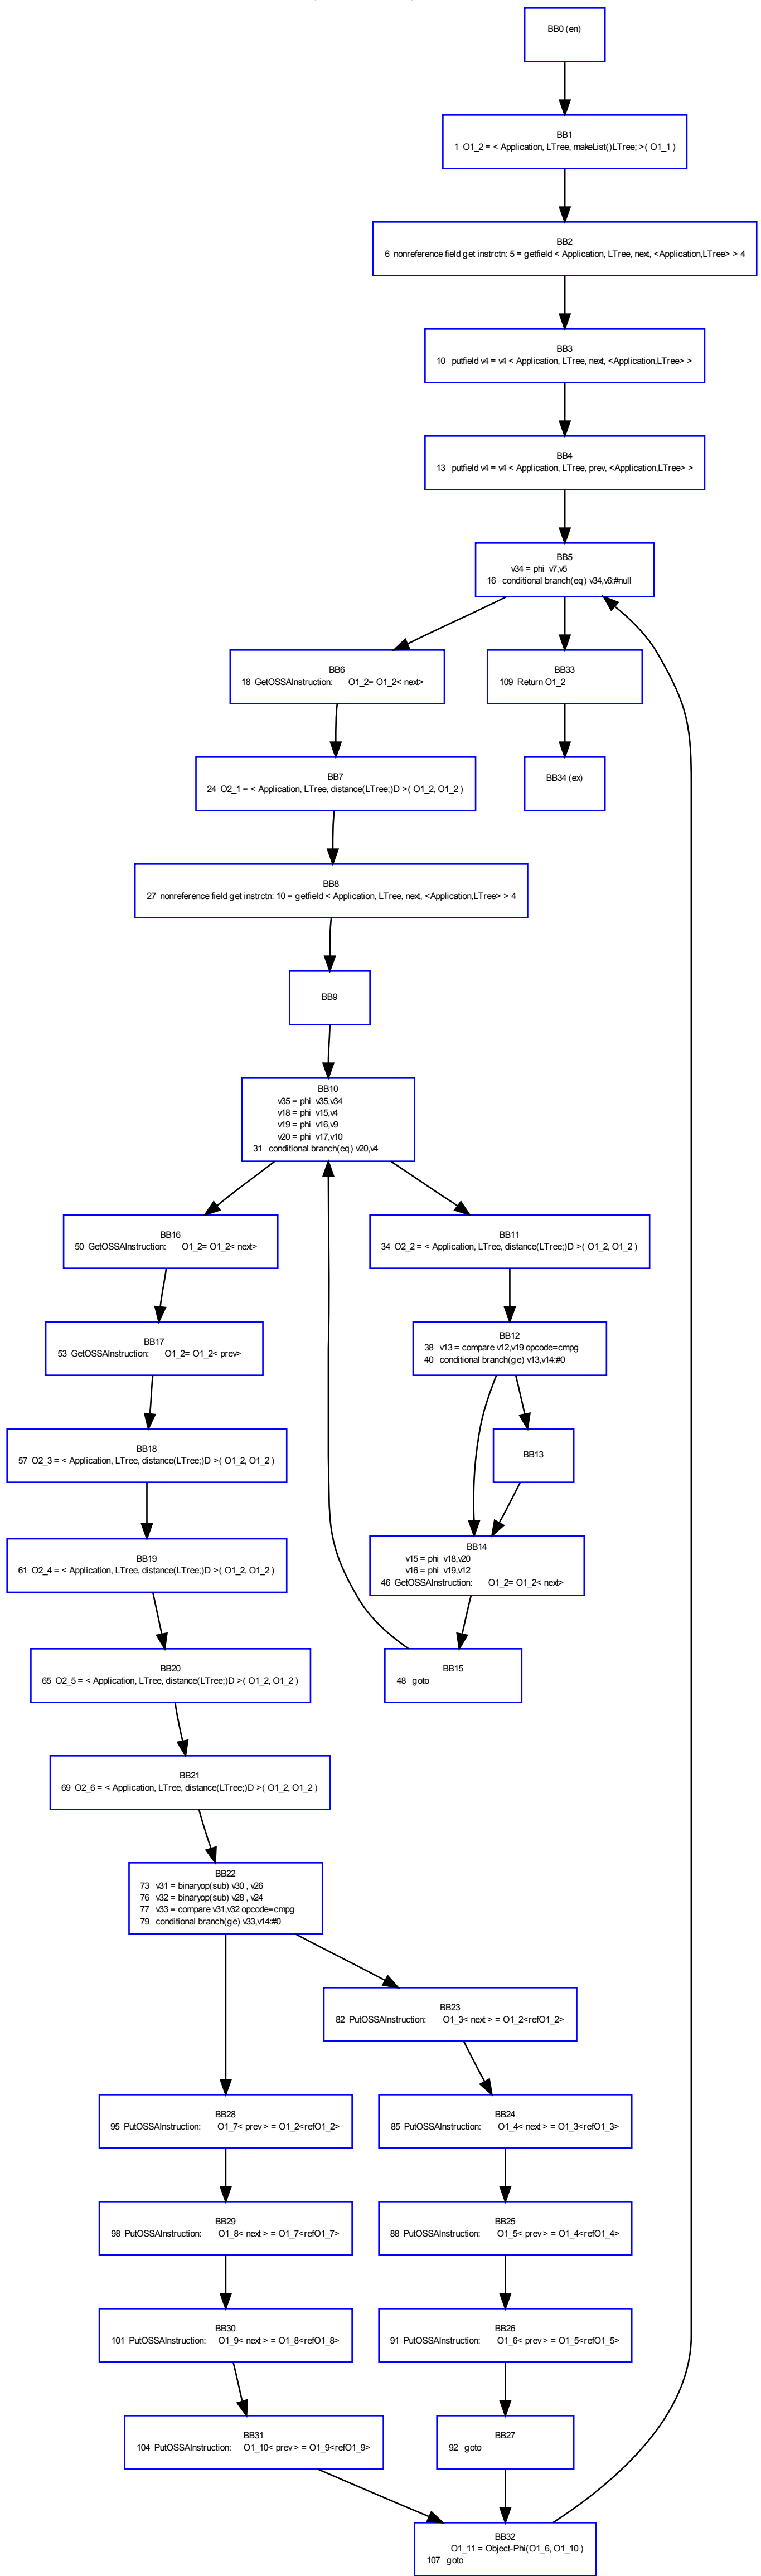 BB0 (en)
BB1
1 O1_2 = < Application, LTree, makeList()LTree; >( O1_1 )
BB2
6 nonreference field get instrctn: 5 = getfield < Application, LTree, next, <Application,LTree> > 4
BB3
10 putfield v4 = v4 < Application, LTree, next, <Application,LTree> >
BB4
13 putfield v4 = v4 < Application, LTree, prev, <Application,LTree> >
BB5
v34 = phi v7,v5
16 conditional branch(eq) v34,v6:#null
BB6
18 GetOSSAInstruction: O1_2= O1_2< next>
BB33
109 Return O1_2
BB7
24 O2_1 = < Application, LTree, distance(LTree;)D >( O1_2, O1_2 )
BB34 (ex)
BB8
27 nonreference field get instrctn: 10 = getfield < Application, LTree, next, <Application,LTree> > 4
BB9
BB10
v35 = phi v35,v34
v18 = phi v15,v4
v19 = phi v16,v9
v20 = phi v17,v10
31 conditional branch(eq) v20,v4
BB16
50 GetOSSAInstruction: O1_2= O1_2< next>
BB11
34 O2_2 = < Application, LTree, distance(LTree;)D >( O1_2, O1_2 )
BB17
53 GetOSSAInstruction: O1_2= O1_2< prev>
BB12
38 v13 = compare v12,v19 opcode=cmpg
40 conditional branch(ge) v13,v14:#0
BB18
57 O2_3 = < Application, LTree, distance(LTree;)D >( O1_2, O1_2 )
BB13
BB19
61 O2_4 = < Application, LTree, distance(LTree;)D >( O1_2, O1_2 )
BB14
v15 = phi v18,v20
v16 = phi v19,v12
46 GetOSSAInstruction: O1_2= O1_2< next>
BB20
65 O2_5 = < Application, LTree, distance(LTree;)D >( O1_2, O1_2 )
BB15
48 goto
BB21
69 O2_6 = < Application, LTree, distance(LTree;)D >( O1_2, O1_2 )
BB22
73 v31 = binaryop(sub) v30 , v26
76 v32 = binaryop(sub) v28 , v24
77 v33 = compare v31,v32 opcode=cmpg
79 conditional branch(ge) v33,v14:#0
BB23
82 PutOSSAInstruction: O1_3< next > = O1_2<refO1_2>
BB28
95 PutOSSAInstruction: O1_7< prev > = O1_2<refO1_2>
BB24
85 PutOSSAInstruction: O1_4< next > = O1_3<refO1_3>
BB29
98 PutOSSAInstruction: O1_8< next > = O1_7<refO1_7>
BB25
88 PutOSSAInstruction: O1_5< prev > = O1_4<refO1_4>
BB30
101 PutOSSAInstruction: O1_9< next > = O1_8<refO1_8>
BB26
91 PutOSSAInstruction: O1_6< prev > = O1_5<refO1_5>
BB31
104 PutOSSAInstruction: O1_10< prev > = O1_9<refO1_9>
BB27
92 goto
BB32
O1_11 = Object-Phi(O1_6, O1_10 )
107 goto